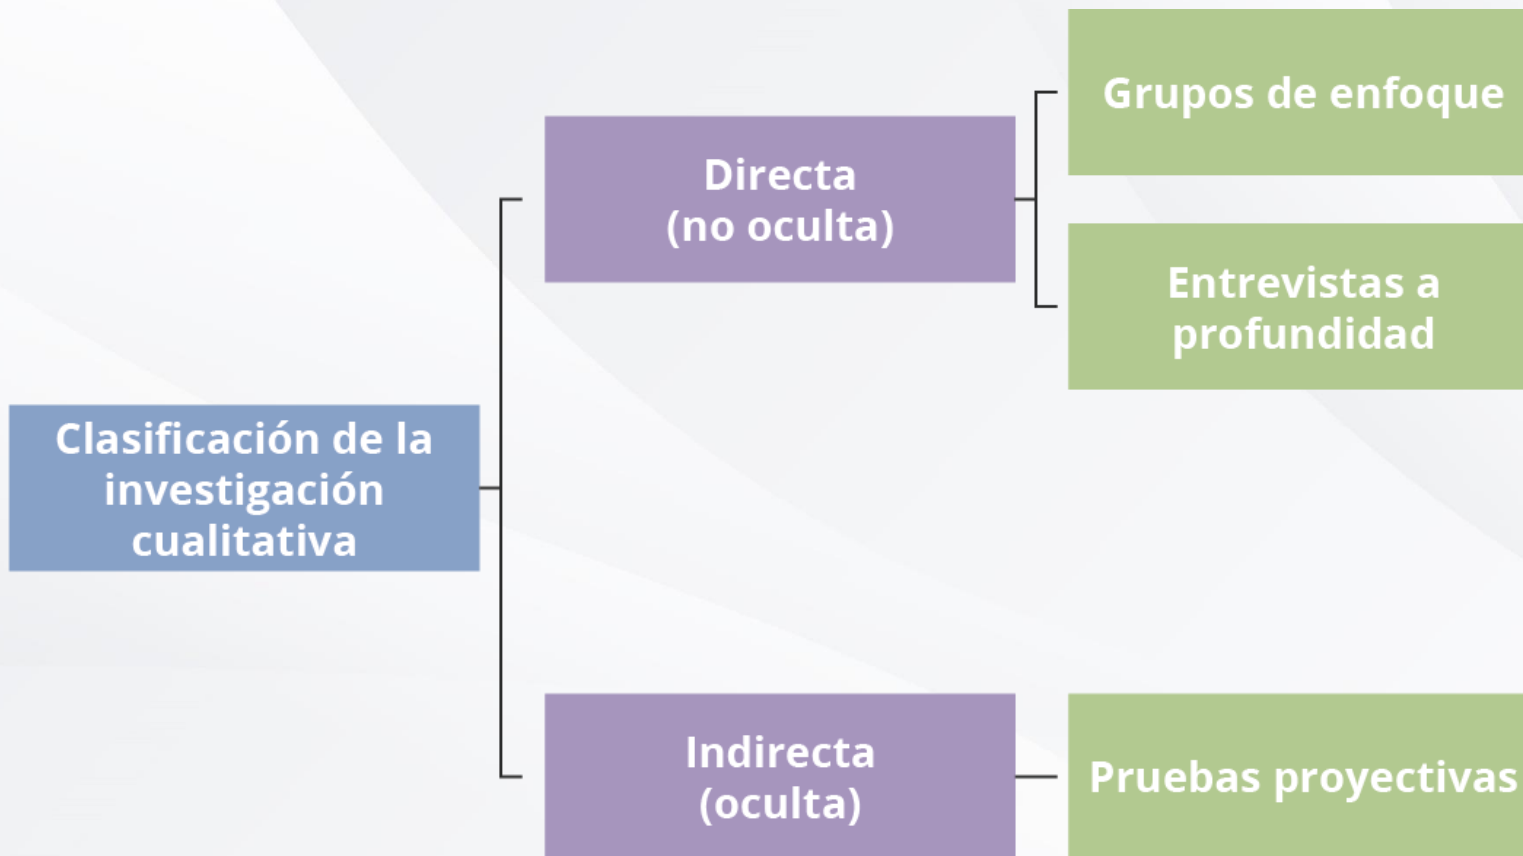 Grupos de enfoque
Directa
(no oculta)
Entrevistas a
profundidad
Clasificación de la
investigación
cualitativa
Indirecta
(oculta)
Pruebas proyectivas